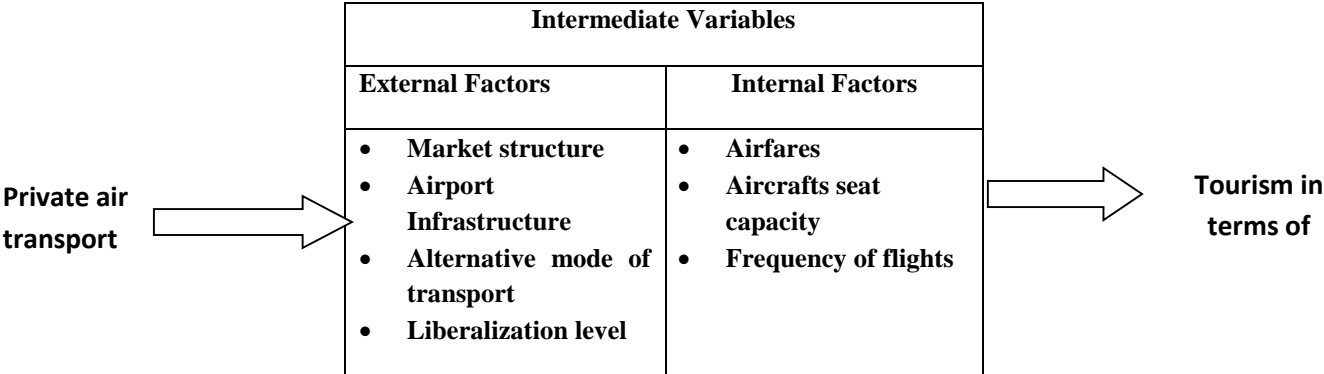 Intermediate Variables
External Factors
Internal Factors
• Market structure
• Airport
Infrastructure
• Alternative mode of
transport
• Liberalization level
• Airfares
• Aircrafts seat
capacity
• Frequency of flights
Private air
transport
Tourism in
terms of